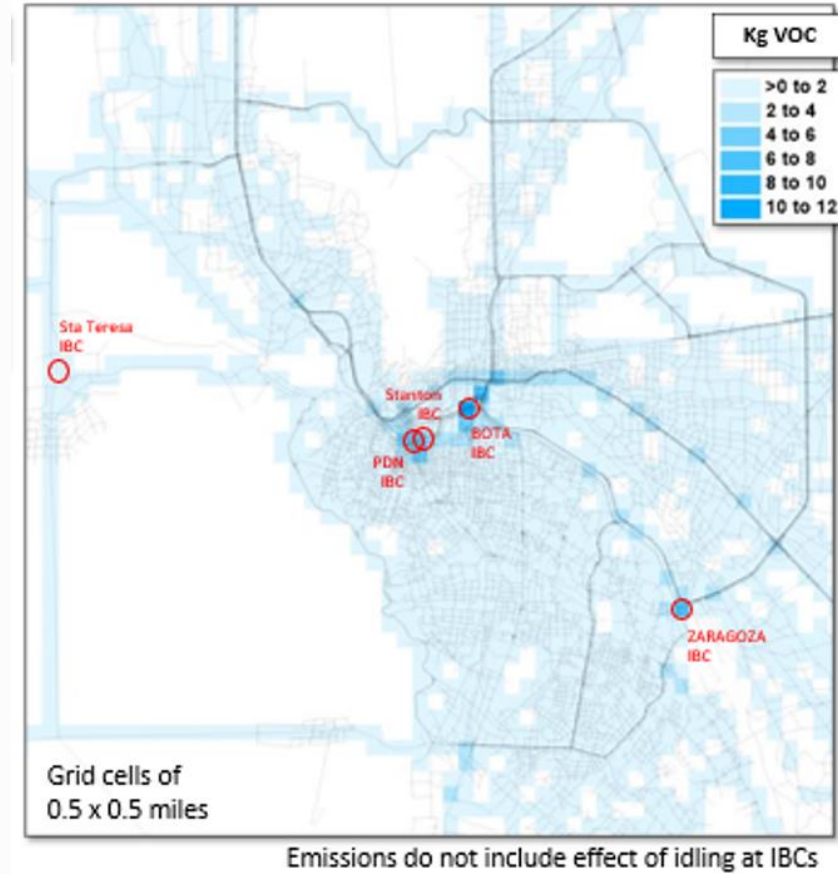 Kg VOC
>0 to 2
2 to 4
4 to 6
6 to 8
8 to 10
10 to 12
Sta Teresa
IBC
Stanton
IBC
BOTA
IBC
PDN
IBC
ZARAGOZA
IBC
Grid cells of
0.5 x 0.5 miles
Emissions do not include effect of idling at IBCs